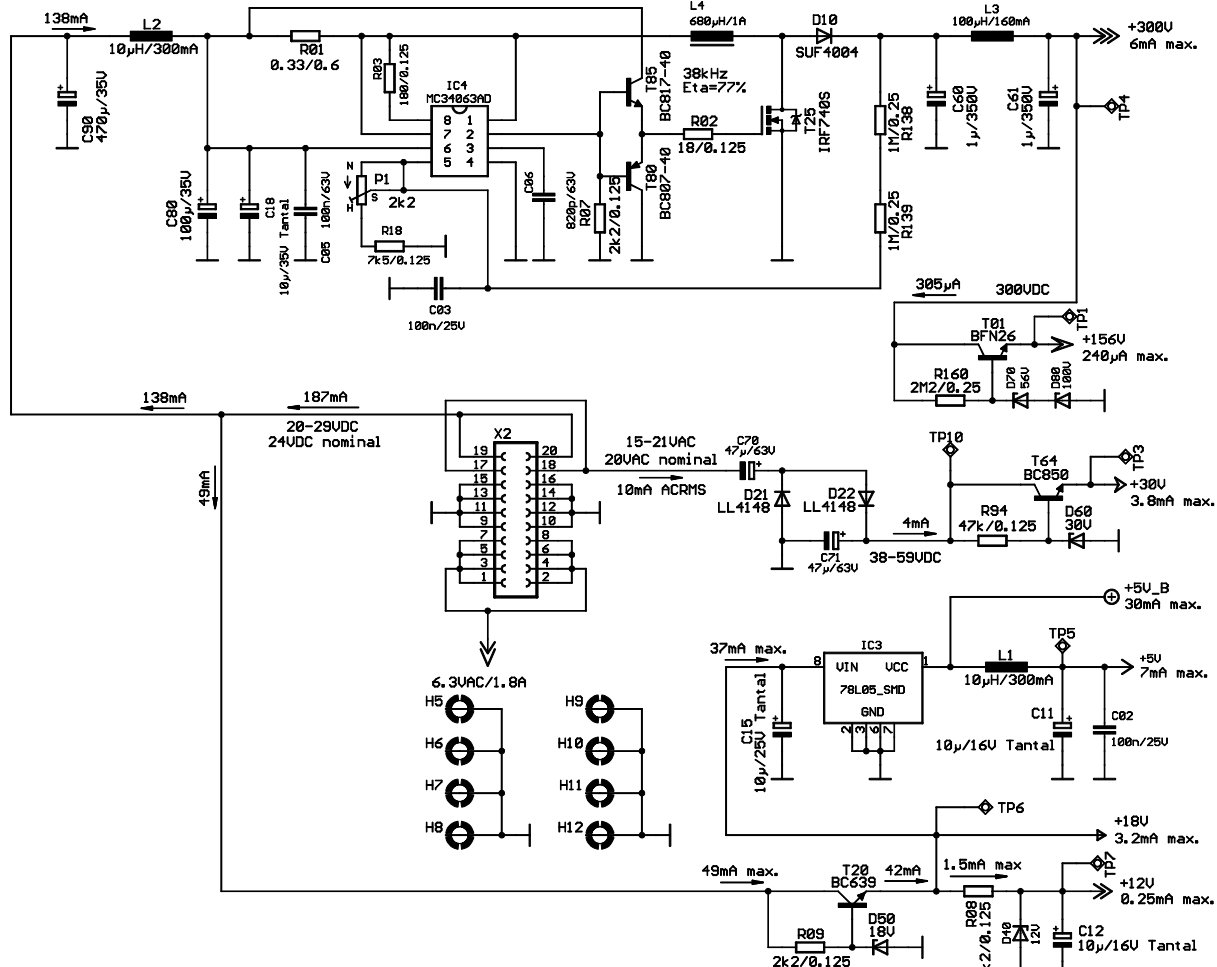 138mA
L2
10µH/300mA
C90
470µ/35V
R01
0.33/0.6
R03
180/0.125
IC4
MC34063AD
8 1
7 2
6 3
5 4
T85
BC817-40
T80
BC807-40
R02
18/0.125
L4
680µH/1A
38kHz
Eta=77%
D10
SUF4004
T25
IRF740S
L3
100µH/160mA
+300V
6mA max.
C60
1µ/350V
C61
1µ/350V
TP4
1M/0.25
R138
1M/0.25
R139
C80
100µ/35V
C18
10µ/35V Tantal
C05
100n/63V
N
P1
S
H
2k2
R18
7k5/0.125
C06
820p/63V
R07
2k2/0.125
C03
100n/25V
305µA
300VDC
TP1
T01
BFN26
+156V
240µA max.
R160
2M2/0.25
D70
56V
D80
100V
138mA
187mA
20-29VDC
24VDC nominal
49mA
X2
19 20
17 18
15 16
13 14
11 12
9 10
7 8
5 6
3 4
1 2
6.3VAC/1.8A
15-21VAC
20VAC nominal
10mA ACRMS
C70
47µ/63V
D21
LL4148
D22
LL4148
C71
47µ/63V
4mA
38-59VDC
TP10
T64
BC850
TP3
+30V
3.8mA max.
R94
47k/0.125
D60
30V
+5V_B
30mA max.
37mA max.
IC3
8 VIN VCC 1
78L05_SMD
GND
2 3 6 7
C15
10µ/25V Tantal
L1
10µH/300mA
TP5
+5V
7mA max.
C11
10µ/16V Tantal
C02
100n/25V
H5 H9
H6 H10
H7 H11
H8 H12
TP6
+18V
3.2mA max.
49mA max.
T20
BC639
42mA
1.5mA max
TP7
+12V
0.25mA max.
R09
2k2/0.125
D50
18V
R08
k2/0.125
D40
12V
C12
10µ/16V Tantal